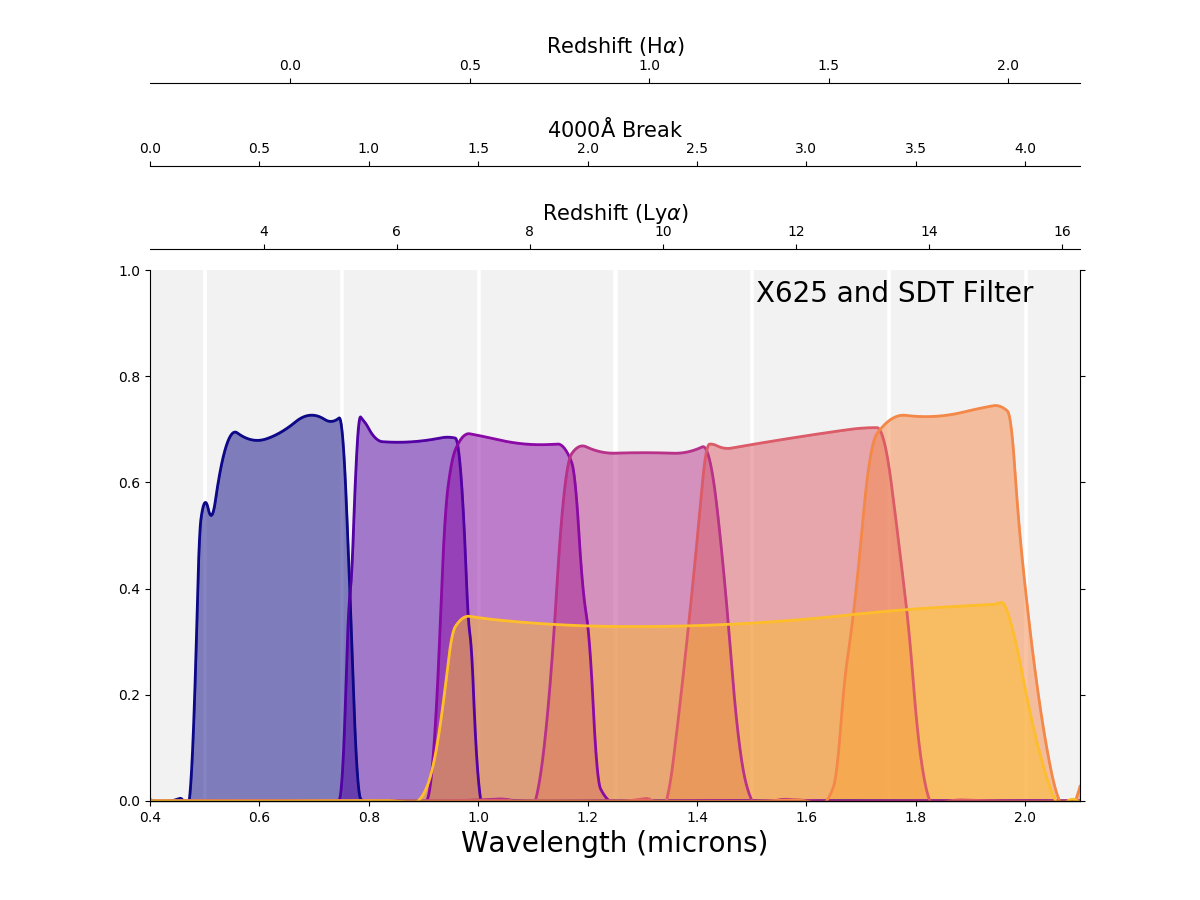 Redshift (Hα)
0.0 0.5 1.0 1.5 2.0
4000Å Break
0.0 0.5 1.0 1.5 2.0 2.5 3.0 3.5 4.0
Redshift (Lyα)
4 6 8 10 12 14 16
X625 and SDT Filter
1.0
0.8
0.6
0.4
0.2
0.0
0.4 0.6 0.8 1.0 1.2 1.4 1.6 1.8 2.0
Wavelength (microns)